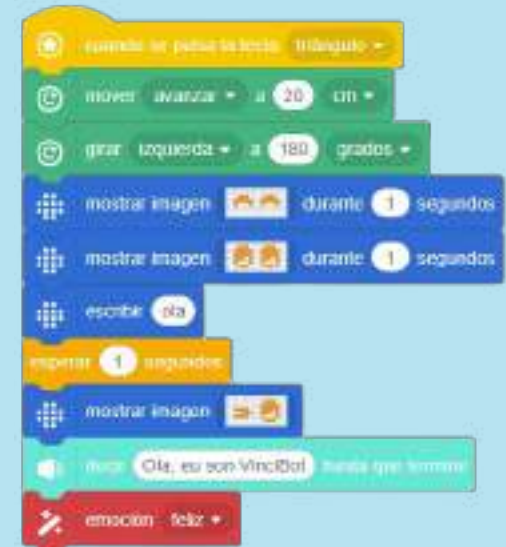 cuando se pulsa la tecla triángulo
mover avanzar a 20 cm
girar izquierda a 180 grados
mostrar imagen durante 1 segundos
mostrar imagen durante 1 segundos
escribir ola
esperar 1 segundos
mostrar imagen
decir Ola, eu son VinciBot hasta que termine
emoción feliz